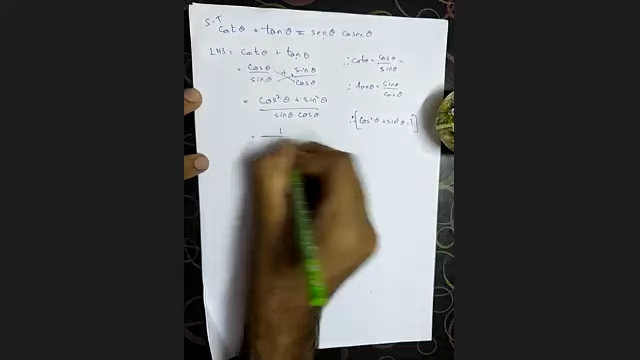 S.T
cotθ + tanθ = secθ cosecθ
LHS = cotθ + tanθ
= cosθ/sinθ + sinθ/cosθ
= cos²θ + sin²θ / sinθ cosθ
= 1
∴ cotθ = cosθ/sinθ
∴ tanθ = sinθ/cosθ
∴ [cos²θ + sin²θ = 1]